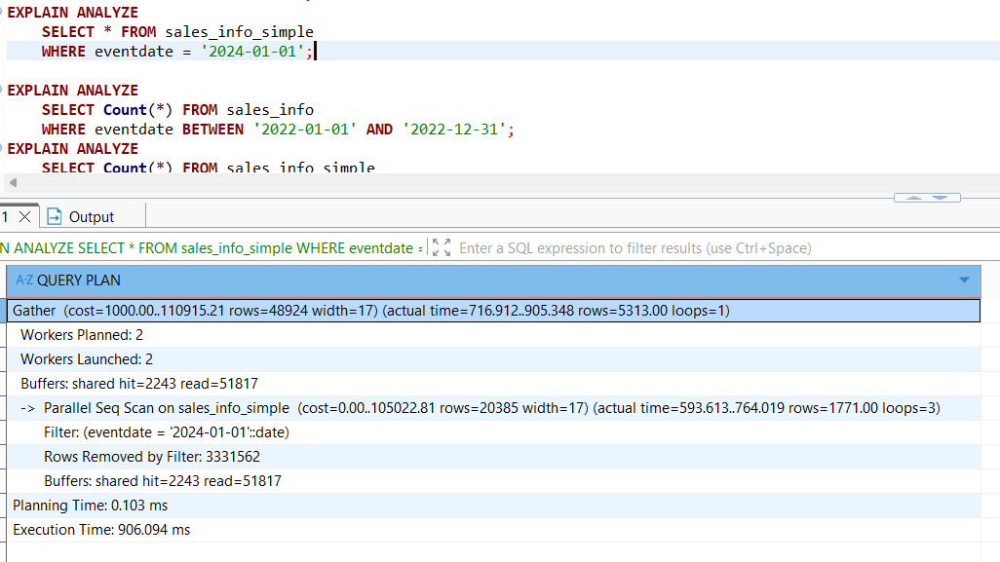 EXPLAIN ANALYZE
SELECT * FROM sales_info_simple
WHERE eventdate = '2024-01-01';
EXPLAIN ANALYZE
SELECT Count(*) FROM sales_info
WHERE eventdate BETWEEN '2022-01-01' AND '2022-12-31';
EXPLAIN ANALYZE
SELECT Count(*) FROM sales_info_simple
1 Output
N ANALYZE SELECT * FROM sales_info_simple WHERE eventdate = Enter a SQL expression to filter results (use Ctrl+Space)
A-Z QUERY PLAN
Gather (cost=1000.00..110915.21 rows=48924 width=17) (actual time=716.912..905.348 rows=5313.00 loops=1)
Workers Planned: 2
Workers Launched: 2
Buffers: shared hit=2243 read=51817
-> Parallel Seq Scan on sales_info_simple (cost=0.00..105022.81 rows=20385 width=17) (actual time=593.613..764.019 rows=1771.00 loops=3)
Filter: (eventdate = '2024-01-01'::date)
Rows Removed by Filter: 3331562
Buffers: shared hit=2243 read=51817
Planning Time: 0.103 ms
Execution Time: 906.094 ms